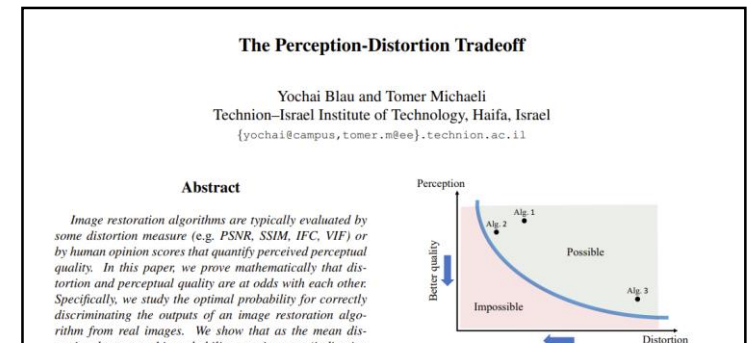 The Perception-Distortion Tradeoff
Yochai Blau and Tomer Michaeli
Technion–Israel Institute of Technology, Haifa, Israel
{yochai@campus,tomer.m@ee}.technion.ac.il
Abstract
Image restoration algorithms are typically evaluated by
some distortion measure (e.g. PSNR, SSIM, IFC, VIF) or
by human opinion scores that quantify perceived perceptual
quality. In this paper, we prove mathematically that dis-
tortion and perceptual quality are at odds with each other.
Specifically, we study the optimal probability for correctly
discriminating the outputs of an image restoration algo-
rithm from real images. We show that as the mean dis-
Perception
Alg. 1
Alg. 2
Possible
Better quality
Alg. 3
Impossible
Distortion